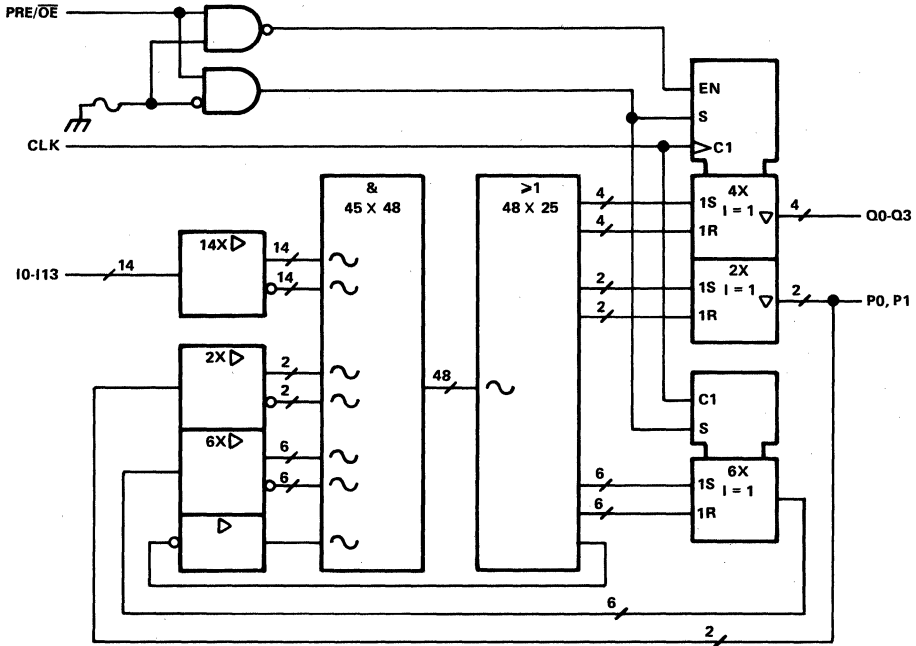 PRE/OE
EN
S
CLK
C1
&
45 X 48
≥1
48 X 25
4
1S
4X
I = 1
▽
4
Q0-Q3
4
1R
14X ▷
14
I0-I13
14
14
2
1S
2X
I = 1
▽
2
P0, P1
2
1R
2X ▷
2
2
48
C1
S
6X ▷
6
6
6
1S
6X
I = 1
6
1R
▷
6
2